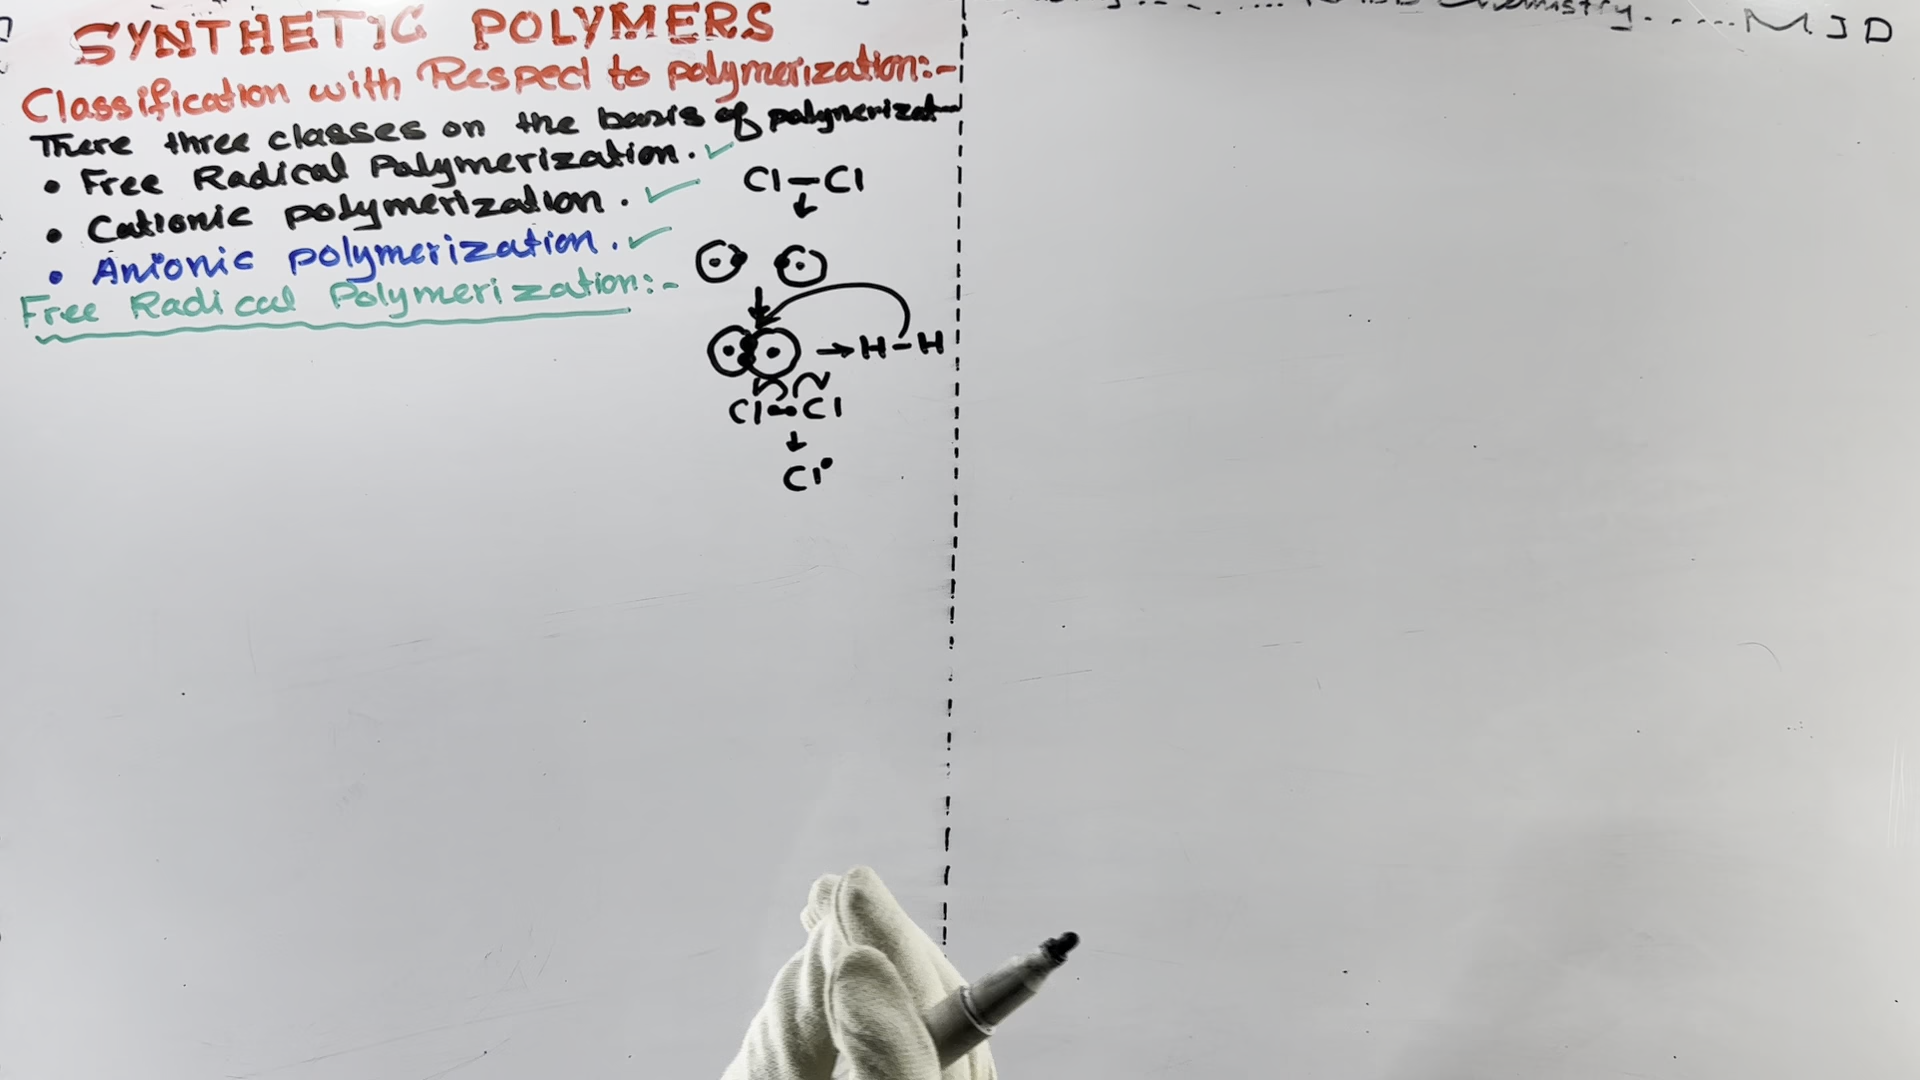 SYNTHETIC POLYMERS
Classification with Respect to polymerization:-
There three classes on the basis of polymerizat
• Free Radical Polymerization. ✓
• Cationic polymerization. ✓
• Anionic polymerization. ✓
Free Radical Polymerization:-
Cl—Cl
↓
→ H–H
Cl Cl
↓
Cl•
Chemistry......MJD